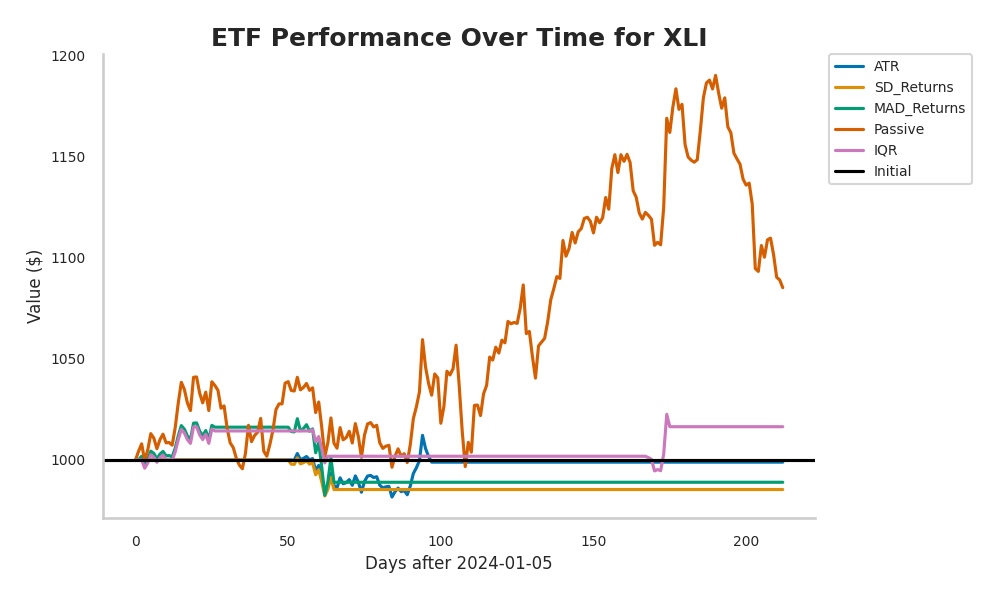 ETF Performance Over Time for XLI
1200
1150
1100
1050
1000
Value ($)
0
50
100
150
200
Days after 2024-01-05
ATR
SD_Returns
MAD_Returns
Passive
IQR
Initial